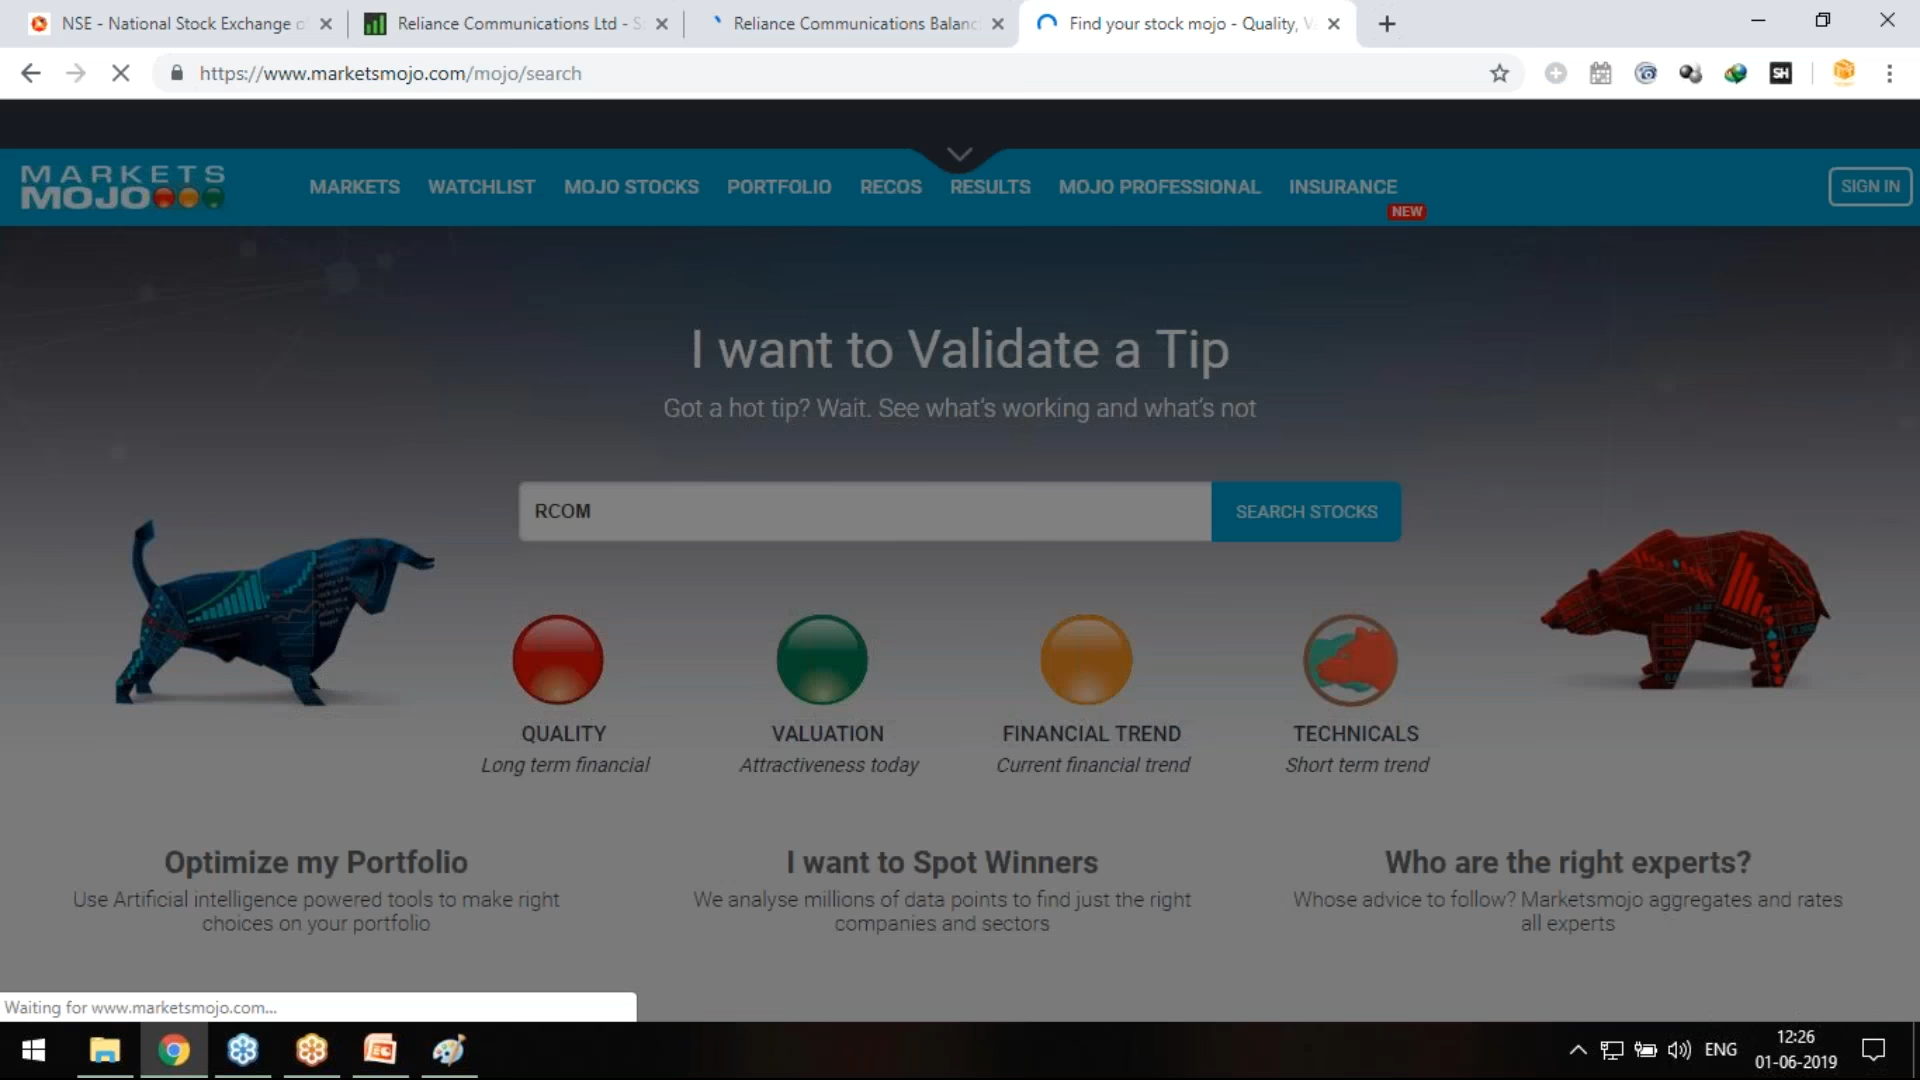 NSE - National Stock Exchange o
Reliance Communications Ltd - S
Reliance Communications Balanc
Find your stock mojo - Quality, V
https://www.marketsmojo.com/mojo/search
SH
MARKETS
MOJO
MARKETS
WATCHLIST
MOJO STOCKS
PORTFOLIO
RECOS
RESULTS
MOJO PROFESSIONAL
INSURANCE
NEW
SIGN IN
I want to Validate a Tip
Got a hot tip? Wait. See what's working and what's not
RCOM
SEARCH STOCKS
QUALITY
Long term financial
VALUATION
Attractiveness today
FINANCIAL TREND
Current financial trend
TECHNICALS
Short term trend
Optimize my Portfolio
Use Artificial intelligence powered tools to make right
choices on your portfolio
I want to Spot Winners
We analyse millions of data points to find just the right
companies and sectors
Who are the right experts?
Whose advice to follow? Marketsmojo aggregates and rates
all experts
Waiting for www.marketsmojo.com...
ENG
12:26
01-06-2019